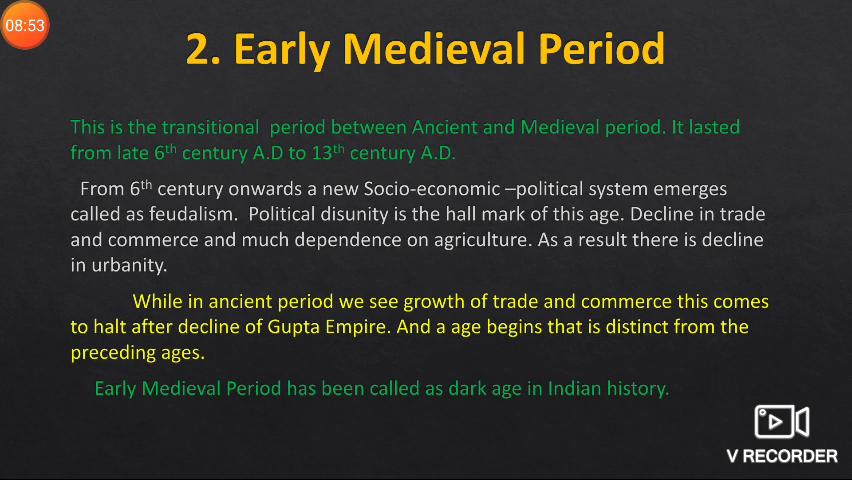 08:53
2. Early Medieval Period
This is the transitional period between Ancient and Medieval period. It lasted
from late 6th century A.D to 13th century A.D.
From 6th century onwards a new Socio-economic –political system emerges
called as feudalism. Political disunity is the hall mark of this age. Decline in trade
and commerce and much dependence on agriculture. As a result there is decline
in urbanity.
While in ancient period we see growth of trade and commerce this comes
to halt after decline of Gupta Empire. And a age begins that is distinct from the
preceding ages.
Early Medieval Period has been called as dark age in Indian history.
V RECORDER